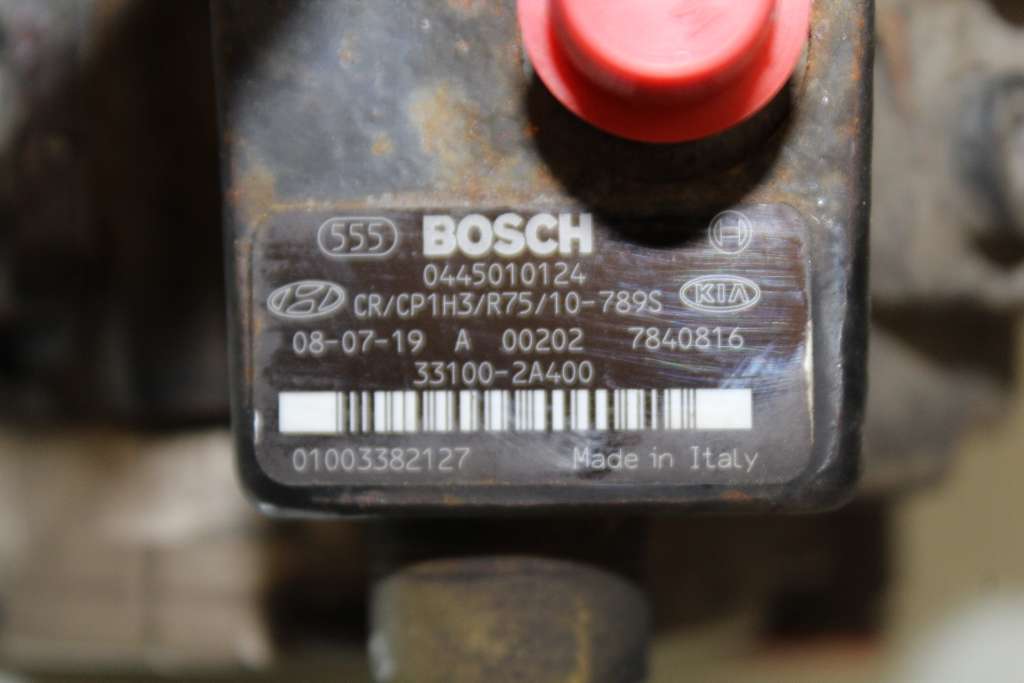 555 BOSCH H
0445010124
H CR/CP1H3/R75/10-789S KIA
08-07-19 A 00202 7840816
33100-2A400
01003382127 Made in Italy